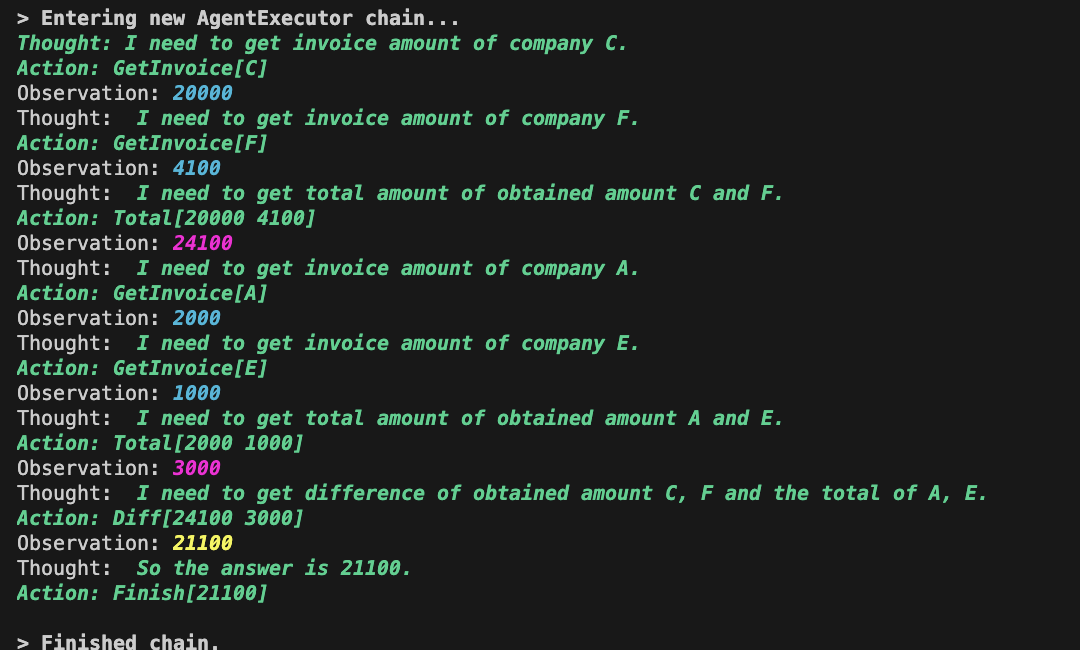 > Entering new AgentExecutor chain...
Thought: I need to get invoice amount of company C.
Action: GetInvoice[C]
Observation: 20000
Thought:  I need to get invoice amount of company F.
Action: GetInvoice[F]
Observation: 4100
Thought:  I need to get total amount of obtained amount C and F.
Action: Total[20000 4100]
Observation: 24100
Thought:  I need to get invoice amount of company A.
Action: GetInvoice[A]
Observation: 2000
Thought:  I need to get invoice amount of company E.
Action: GetInvoice[E]
Observation: 1000
Thought:  I need to get total amount of obtained amount A and E.
Action: Total[2000 1000]
Observation: 3000
Thought:  I need to get difference of obtained amount C, F and the total of A, E.
Action: Diff[24100 3000]
Observation: 21100
Thought:  So the answer is 21100.
Action: Finish[21100]
> Finished chain.